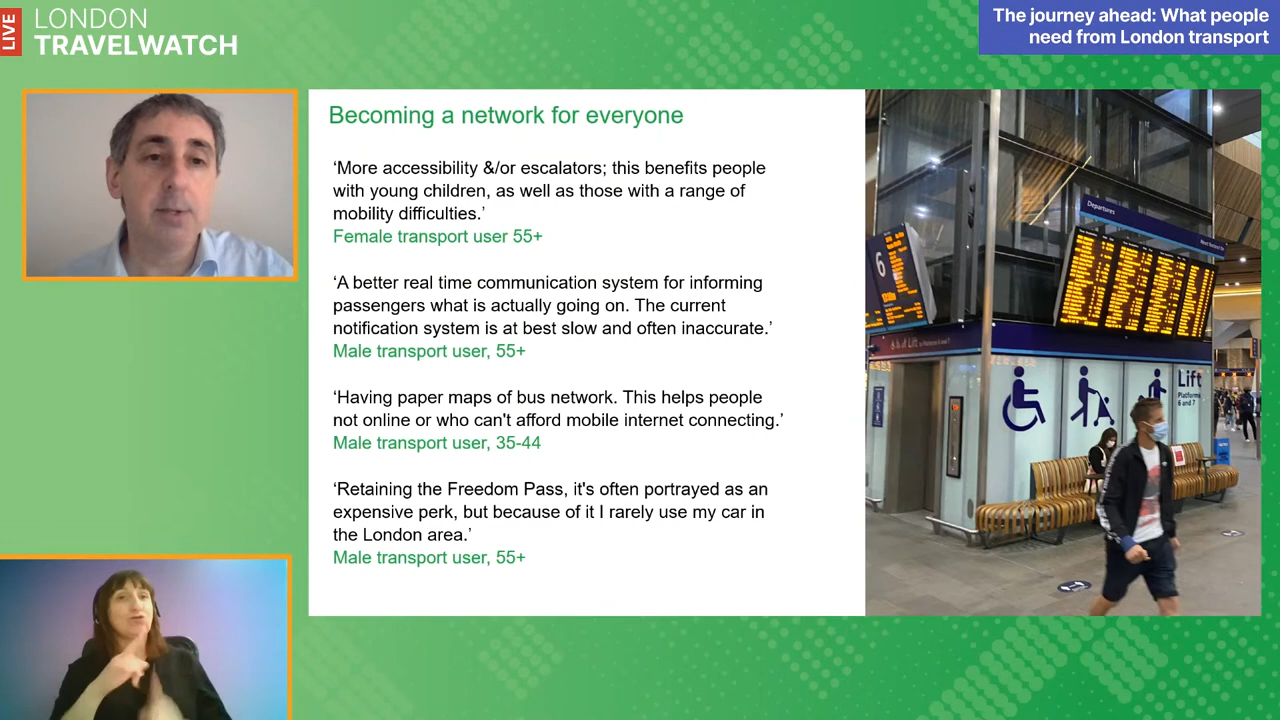 LIVE
LONDON
TRAVELWATCH
The journey ahead: What people
need from London transport
Becoming a network for everyone
‘More accessibility &/or escalators; this benefits people
with young children, as well as those with a range of
mobility difficulties.’
Female transport user 55+
‘A better real time communication system for informing
passengers what is actually going on. The current
notification system is at best slow and often inaccurate.’
Male transport user, 55+
‘Having paper maps of bus network. This helps people
not online or who can't afford mobile internet connecting.’
Male transport user, 35-44
‘Retaining the Freedom Pass, it's often portrayed as an
expensive perk, but because of it I rarely use my car in
the London area.’
Male transport user, 55+
Departures
6
Lift
Lift
Platforms
6 and 7